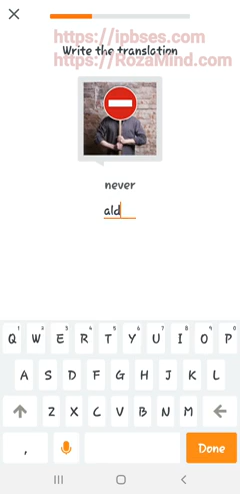 https://ipbses.com
Write the translation
https://RozaMind.com
never
ald
Q W E R T Y U I O P
A S D F G H J K L
Z X C V B N M
, Done